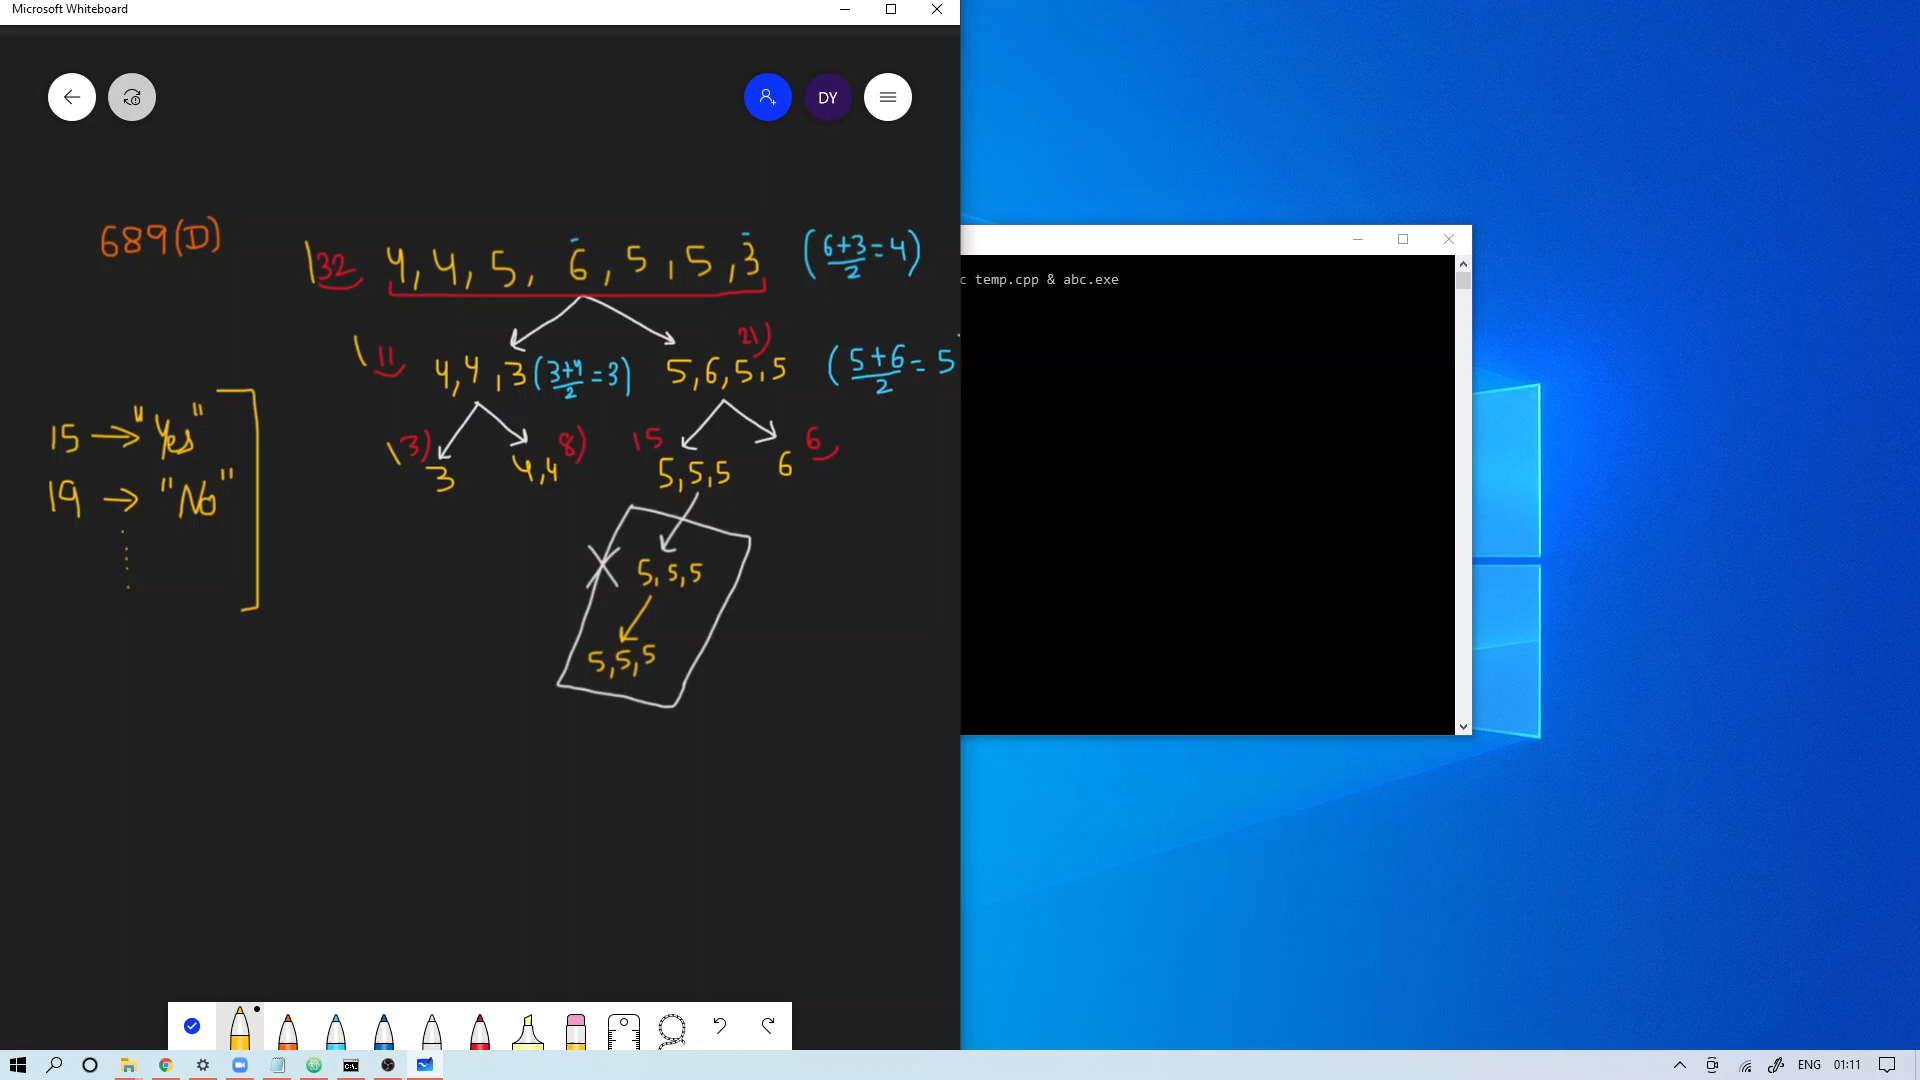 Microsoft Whiteboard
DY
689(D)
32 4,4,5,6,5,5,3 (6+3/2=4)
11 4,4,3 (3+4/2=3) 5,6,5,5 21) (5+6/2=5
3) 3 4,4 8) 15 5,5,5 6 6
15 → "Yes"
19 → "No"
5,5,5
5,5,5
c temp.cpp & abc.exe
ENG 01:11